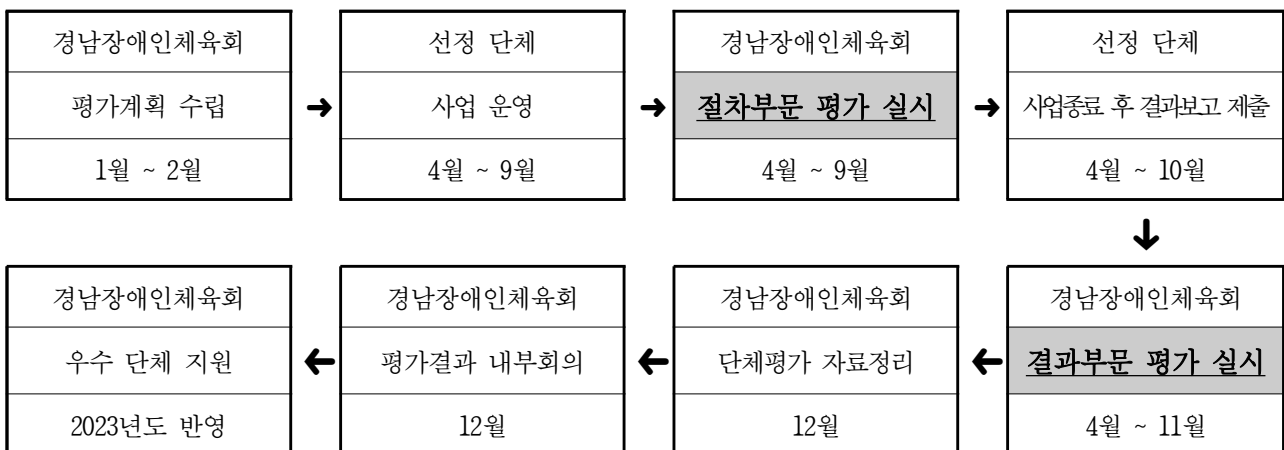 경남장애인체육회
평가계획 수립
1월 ~ 2월
선정 단체
사업 운영
4월 ~ 9월
경남장애인체육회
절차부문 평가 실시
4월 ~ 9월
선정 단체
사업종료 후 결과보고 제출
4월 ~ 10월
경남장애인체육회
결과부문 평가 실시
4월 ~ 11월
경남장애인체육회
단체평가 자료정리
12월
경남장애인체육회
평가결과 내부회의
12월
경남장애인체육회
우수 단체 지원
2023년도 반영